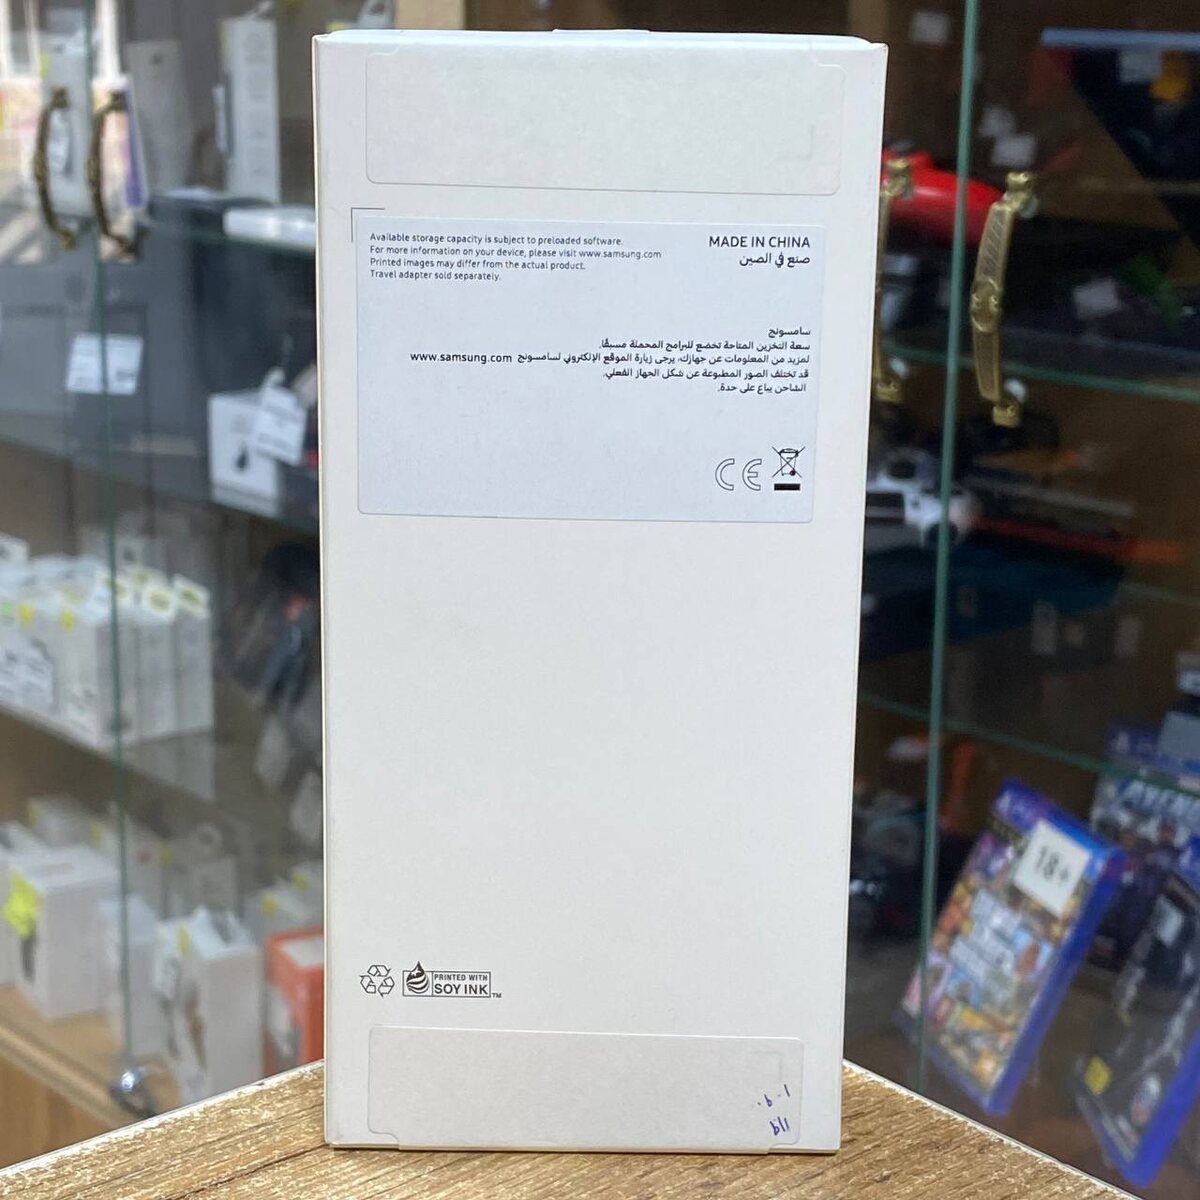 Available storage capacity is subject to preloaded software.
For more information on your device, please visit www.samsung.com
Printed images may differ from the actual product.
Travel adapter sold separately.
MADE IN CHINA
صنع في الصين
سامسونج
سعة التخزين المتاحة تخضع للبرامج المحملة مسبقًا.
لمزيد من المعلومات عن جهازك، يرجى زيارة الموقع الإلكتروني لسامسونج www.samsung.com
قد تختلف الصور المطبوعة عن شكل الجهاز الفعلي.
الشاحن يباع على حدة.
CE
PRINTED WITH
SOY INK™
18+